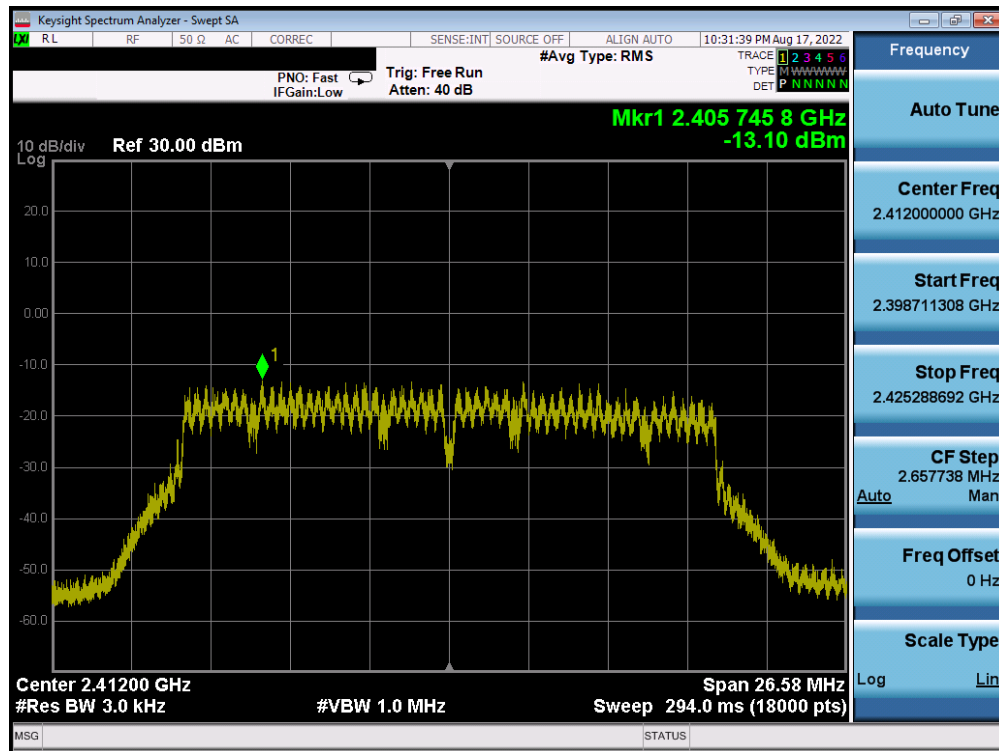 Keysight Spectrum Analyzer - Swept SA
LXI RL RF 50 Ω AC CORREC SENSE:INT SOURCE OFF ALIGN AUTO 10:31:39 PM Aug 17, 2022
#Avg Type: RMS TRACE 1 2 3 4 5 6
PNO: Fast Trig: Free Run TYPE M WWWWW
IFGain:Low Atten: 40 dB DET P N N N N N
Mkr1 2.405 745 8 GHz
10 dB/div Ref 30.00 dBm -13.10 dBm
Log
20.0
10.0
0.00
1
-10.0
-20.0
-30.0
-40.0
-50.0
-60.0
Center 2.41200 GHz Span 26.58 MHz
#Res BW 3.0 kHz #VBW 1.0 MHz Sweep 294.0 ms (18000 pts)
MSG STATUS
Frequency
Auto Tune
Center Freq
2.412000000 GHz
Start Freq
2.398711308 GHz
Stop Freq
2.425288692 GHz
CF Step
2.657738 MHz
Auto Man
Freq Offset
0 Hz
Scale Type
Log Lin